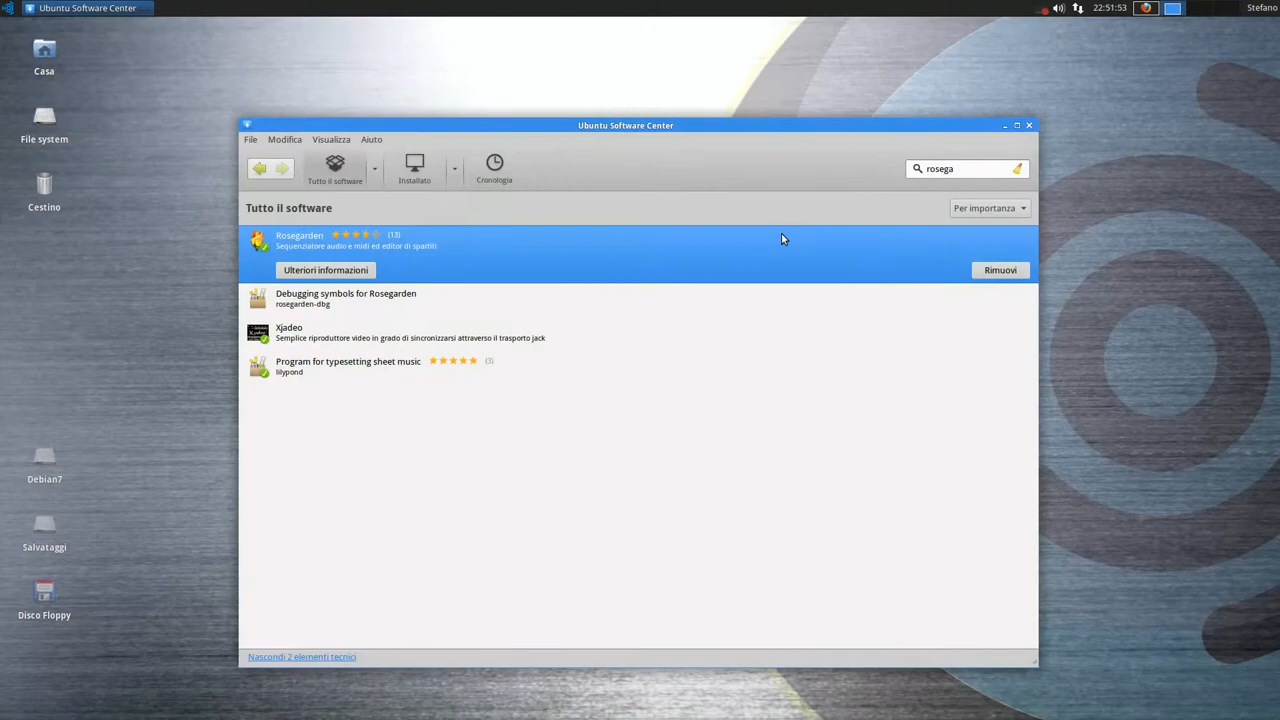 Ubuntu Software Center
22:51:53
Stefano
Casa
File system
Cestino
Debian7
Salvataggi
Disco Floppy
Ubuntu Software Center
File Modifica Visualizza Aiuto
Tutto il software
Installato
Cronologia
rosega
Tutto il software
Per importanza
Rosegarden (13)
Sequenziatore audio e midi ed editor di spartiti
Ulteriori informazioni
Rimuovi
Debugging symbols for Rosegarden
rosegarden-dbg
Xjadeo
Semplice riproduttore video in grado di sincronizzarsi attraverso il trasporto jack
Program for typesetting sheet music (3)
lilypond
Nascondi 2 elementi tecnici